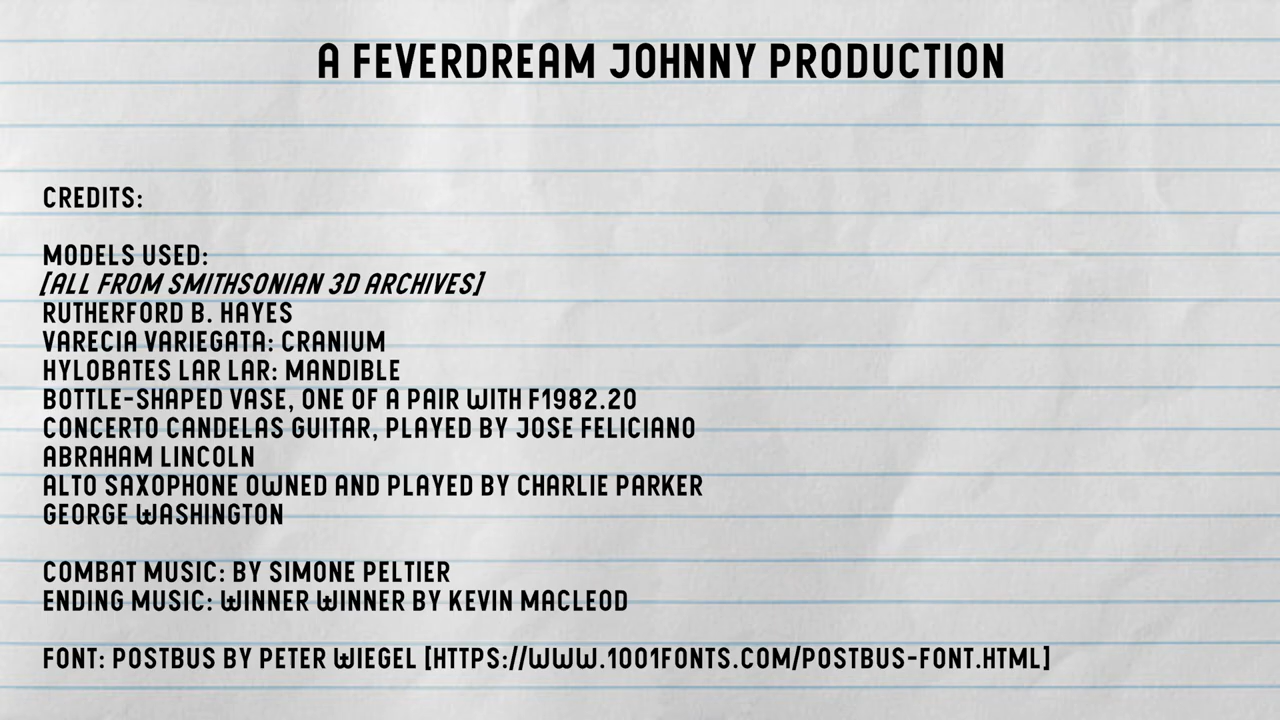 A FEVERDREAM JOHNNY PRODUCTION
CREDITS:
MODELS USED:
[ALL FROM SMITHSONIAN 3D ARCHIVES]
RUTHERFORD B. HAYES
VARECIA VARIEGATA: CRANIUM
HYLOBATES LAR LAR: MANDIBLE
BOTTLE-SHAPED VASE, ONE OF A PAIR WITH F1982.20
CONCERTO CANDELAS GUITAR, PLAYED BY JOSE FELICIANO
ABRAHAM LINCOLN
ALTO SAXOPHONE OWNED AND PLAYED BY CHARLIE PARKER
GEORGE WASHINGTON
COMBAT MUSIC: BY SIMONE PELTIER
ENDING MUSIC: WINNER WINNER BY KEVIN MACLEOD
FONT: POSTBUS BY PETER WIEGEL [HTTPS://WWW.1001FONTS.COM/POSTBUS-FONT.HTML]